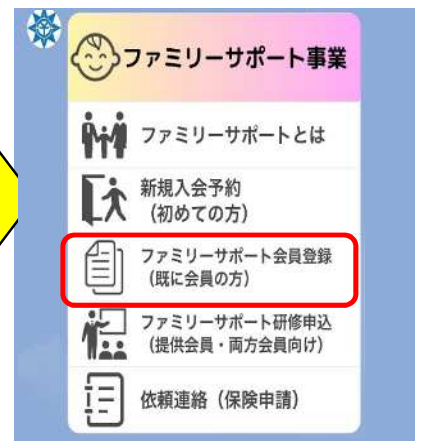 ファミリーサポート事業
ファミリーサポートとは
新規入会予約
（初めての方）
ファミリーサポート会員登録
（既に会員の方）
ファミリーサポート研修申込
（提供会員・両方会員向け）
依頼連絡（保険申請）